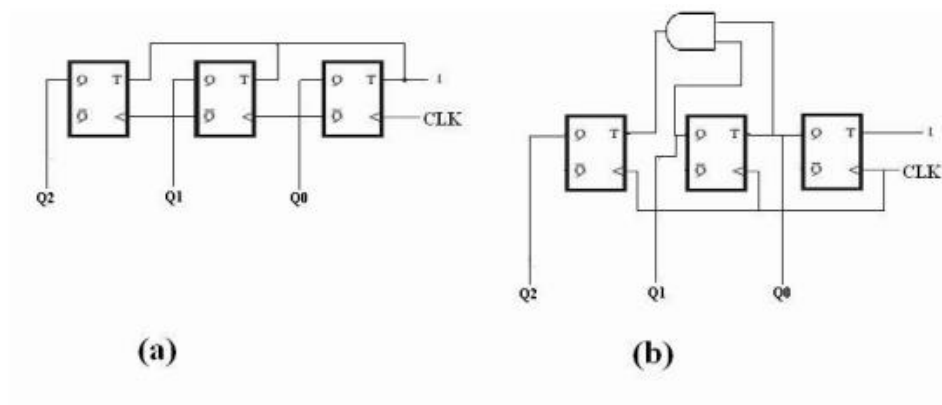 Q T Q T Q T 1
Q̅ Q̅ Q̅ CLK
Q2 Q1 Q0
(a)
Q T Q T Q T 1
Q̅ Q̅ Q̅ CLK
Q2 Q1 Q0
(b)